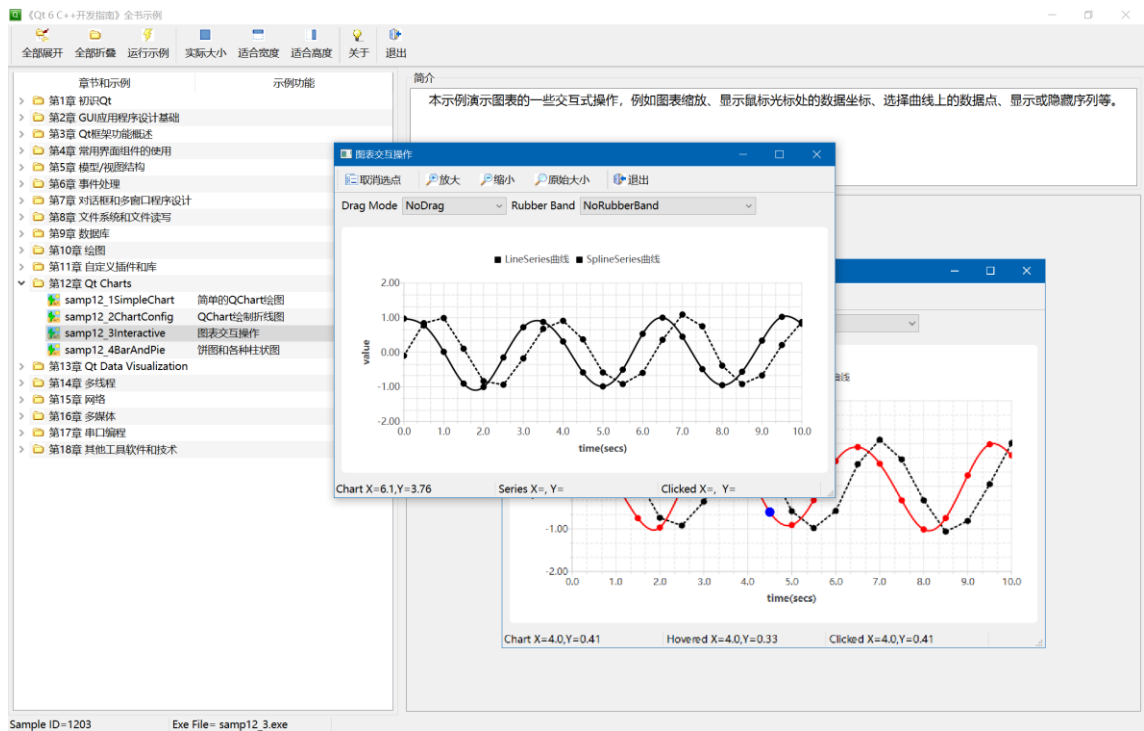 《Qt 6 C++开发指南》全书示例
全部展开 全部折叠 运行示例 实际大小 适合宽度 适合高度 关于 退出
章节和示例 示例功能
第1章 初识Qt
第2章 GUI应用程序设计基础
第3章 Qt框架功能概述
第4章 常用界面组件的使用
第5章 模型/视图结构
第6章 事件处理
第7章 对话框和多窗口程序设计
第8章 文件系统和文件读写
第9章 数据库
第10章 绘图
第11章 自定义插件和库
第12章 Qt Charts
samp12_1SimpleChart 简单的QChart绘图
samp12_2ChartConfig QChart绘制折线图
samp12_3Interactive 图表交互操作
samp12_4BarAndPie 饼图和各种柱状图
第13章 Qt Data Visualization
第14章 多线程
第15章 网络
第16章 多媒体
第17章 串口编程
第18章 其他工具软件和技术
简介
本示例演示图表的一些交互式操作，例如图表缩放、显示鼠标光标处的数据坐标、选择曲线上的数据点、显示或隐藏序列等。
图表交互操作
取消选点 放大 缩小 原始大小 退出
Drag Mode NoDrag Rubber Band NoRubberBand
LineSeries曲线 SplineSeries曲线
2.00
1.00
0.00
-1.00
-2.00
value
0.0 1.0 2.0 3.0 4.0 5.0 6.0 7.0 8.0 9.0 10.0
time(secs)
Chart X=6.1,Y=3.76 Series X=, Y= Clicked X=, Y=
曲线
-1.00
-2.00
0.0 1.0 2.0 3.0 4.0 5.0 6.0 7.0 8.0 9.0 10.0
time(secs)
Chart X=4.0,Y=0.41 Hovered X=4.0,Y=0.33 Clicked X=4.0,Y=0.41
Sample ID=1203 Exe File= samp12_3.exe